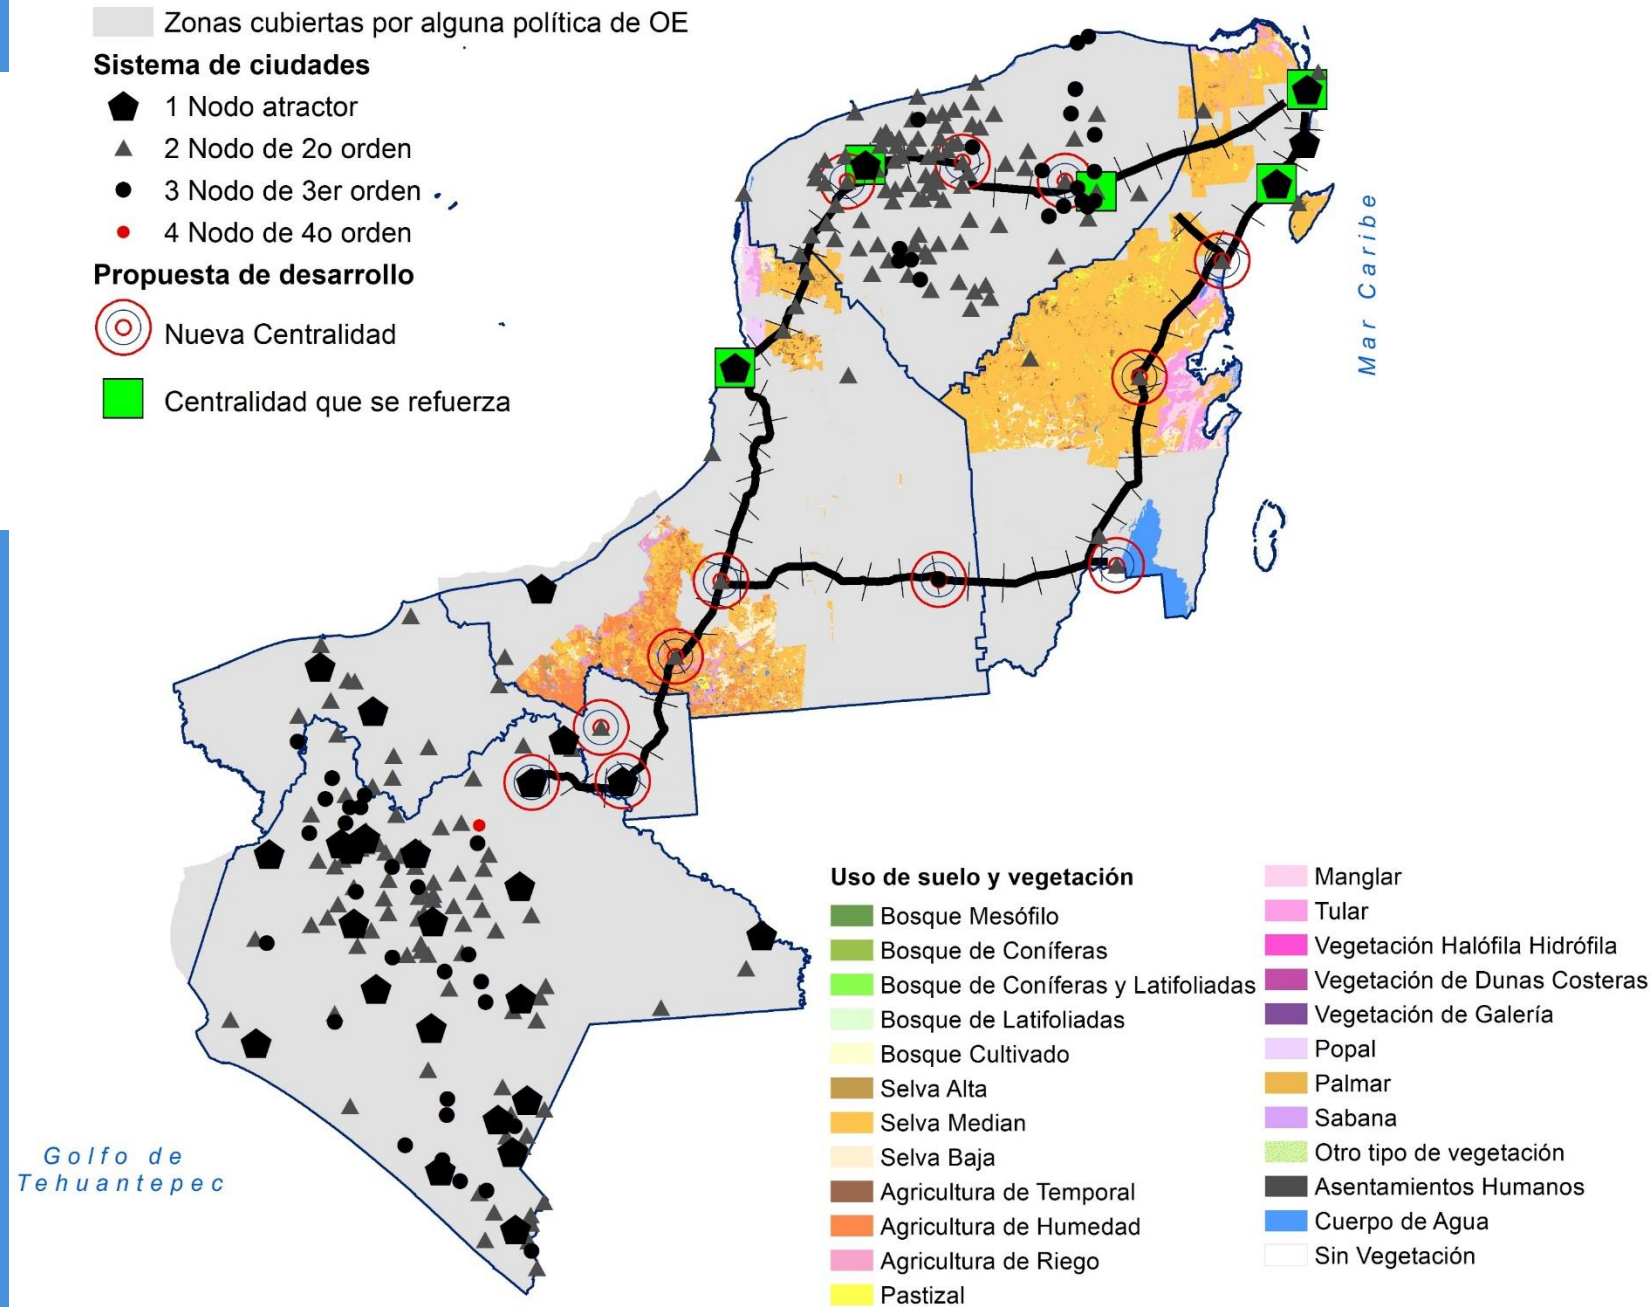 Zonas cubiertas por alguna política de OE
Sistema de ciudades
1 Nodo atractor
2 Nodo de 2o orden
3 Nodo de 3er orden
4 Nodo de 4o orden
Propuesta de desarrollo
Nueva Centralidad
Centralidad que se refuerza
Mar Caribe
Golfo de
Tehuantepec
Uso de suelo y vegetación
Bosque Mesófilo
Bosque de Coníferas
Bosque de Coníferas y Latifoliadas
Bosque de Latifoliadas
Bosque Cultivado
Selva Alta
Selva Median
Selva Baja
Agricultura de Temporal
Agricultura de Humedad
Agricultura de Riego
Pastizal
Manglar
Tular
Vegetación Halófila Hidrófila
Vegetación de Dunas Costeras
Vegetación de Galería
Popal
Palmar
Sabana
Otro tipo de vegetación
Asentamientos Humanos
Cuerpo de Agua
Sin Vegetación